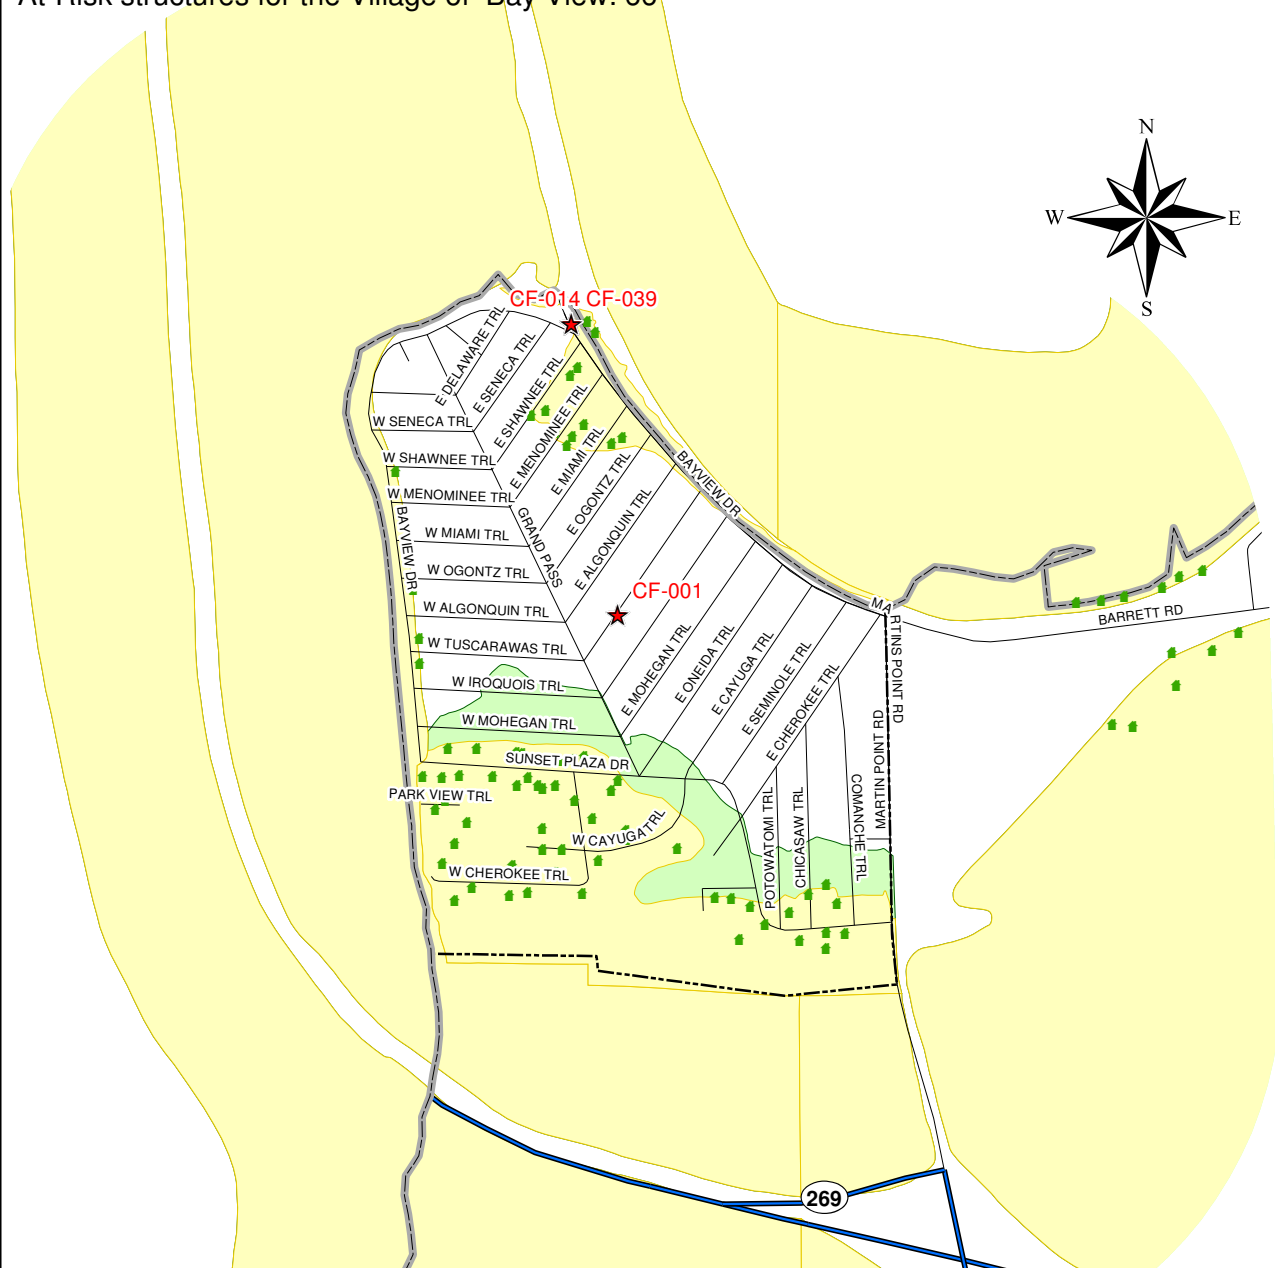 At-Risk structures for the Village of Bay View:
N
W E
S
CF-014 CF-039
E DELAWARE TRL
E SENECA TRL
E SHAWNEE TRL
E MENOMINEE TRL
E MIAMI TRL
E OGONTZ TRL
E ALGONQUIN TRL
W SENECA TRL
W SHAWNEE TRL
W MENOMINEE TRL
W MIAMI TRL
W OGONTZ TRL
W ALGONQUIN TRL
W TUSCARAWAS TRL
W IROQUOIS TRL
W MOHEGAN TRL
BAYVIEW DR
GRAND PASS
BAYVIEW DR
CF-001
E MOHEGAN TRL
E ONEIDA TRL
E CAYUGA TRL
E SEMINOLE TRL
E CHEROKEE TRL
MARTINS POINT RD
BARRETT RD
MARTIN POINT RD
SUNSET PLAZA DR
PARK VIEW TRL
W CAYUGA TRL
W CHEROKEE TRL
POTOWATOMI TRL
CHICASAW TRL
COMANCHE TRL
269